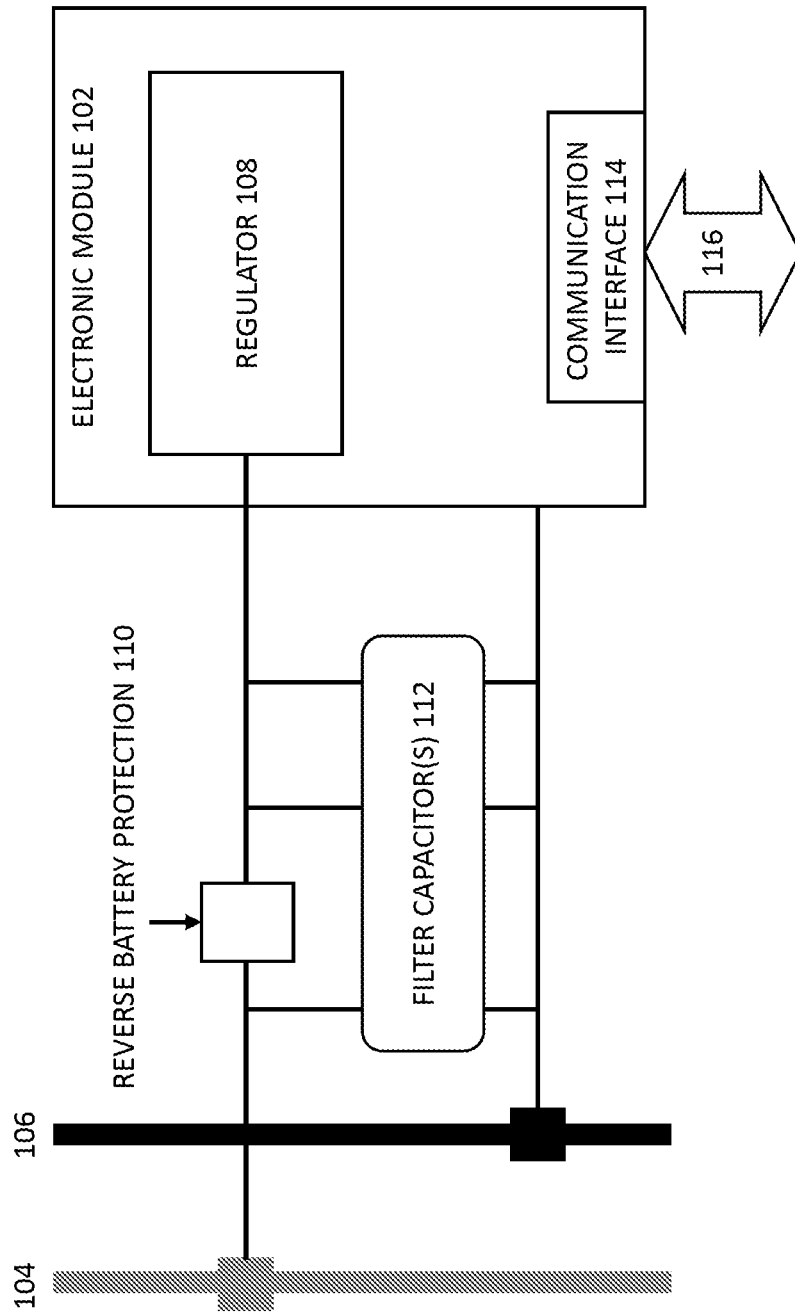 104
106
REVERSE BATTERY PROTECTION 110
FILTER CAPACITOR(S) 112
ELECTRONIC MODULE 102
REGULATOR 108
COMMUNICATION
INTERFACE 114
116